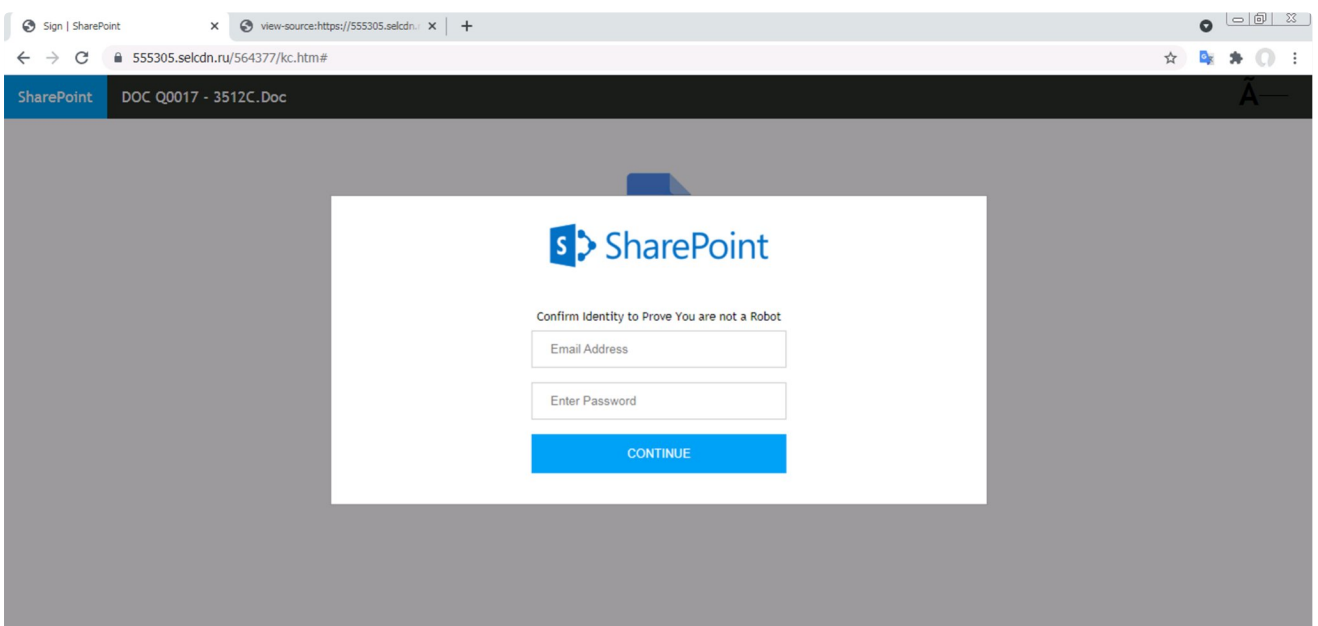 Sign | SharePoint
view-source:https://555305.selcdn.r
555305.selcdn.ru/564377/kc.htm#
SharePoint DOC Q0017 - 3512C.Doc Ã
S SharePoint
Confirm Identity to Prove You are not a Robot
Email Address
Enter Password
CONTINUE